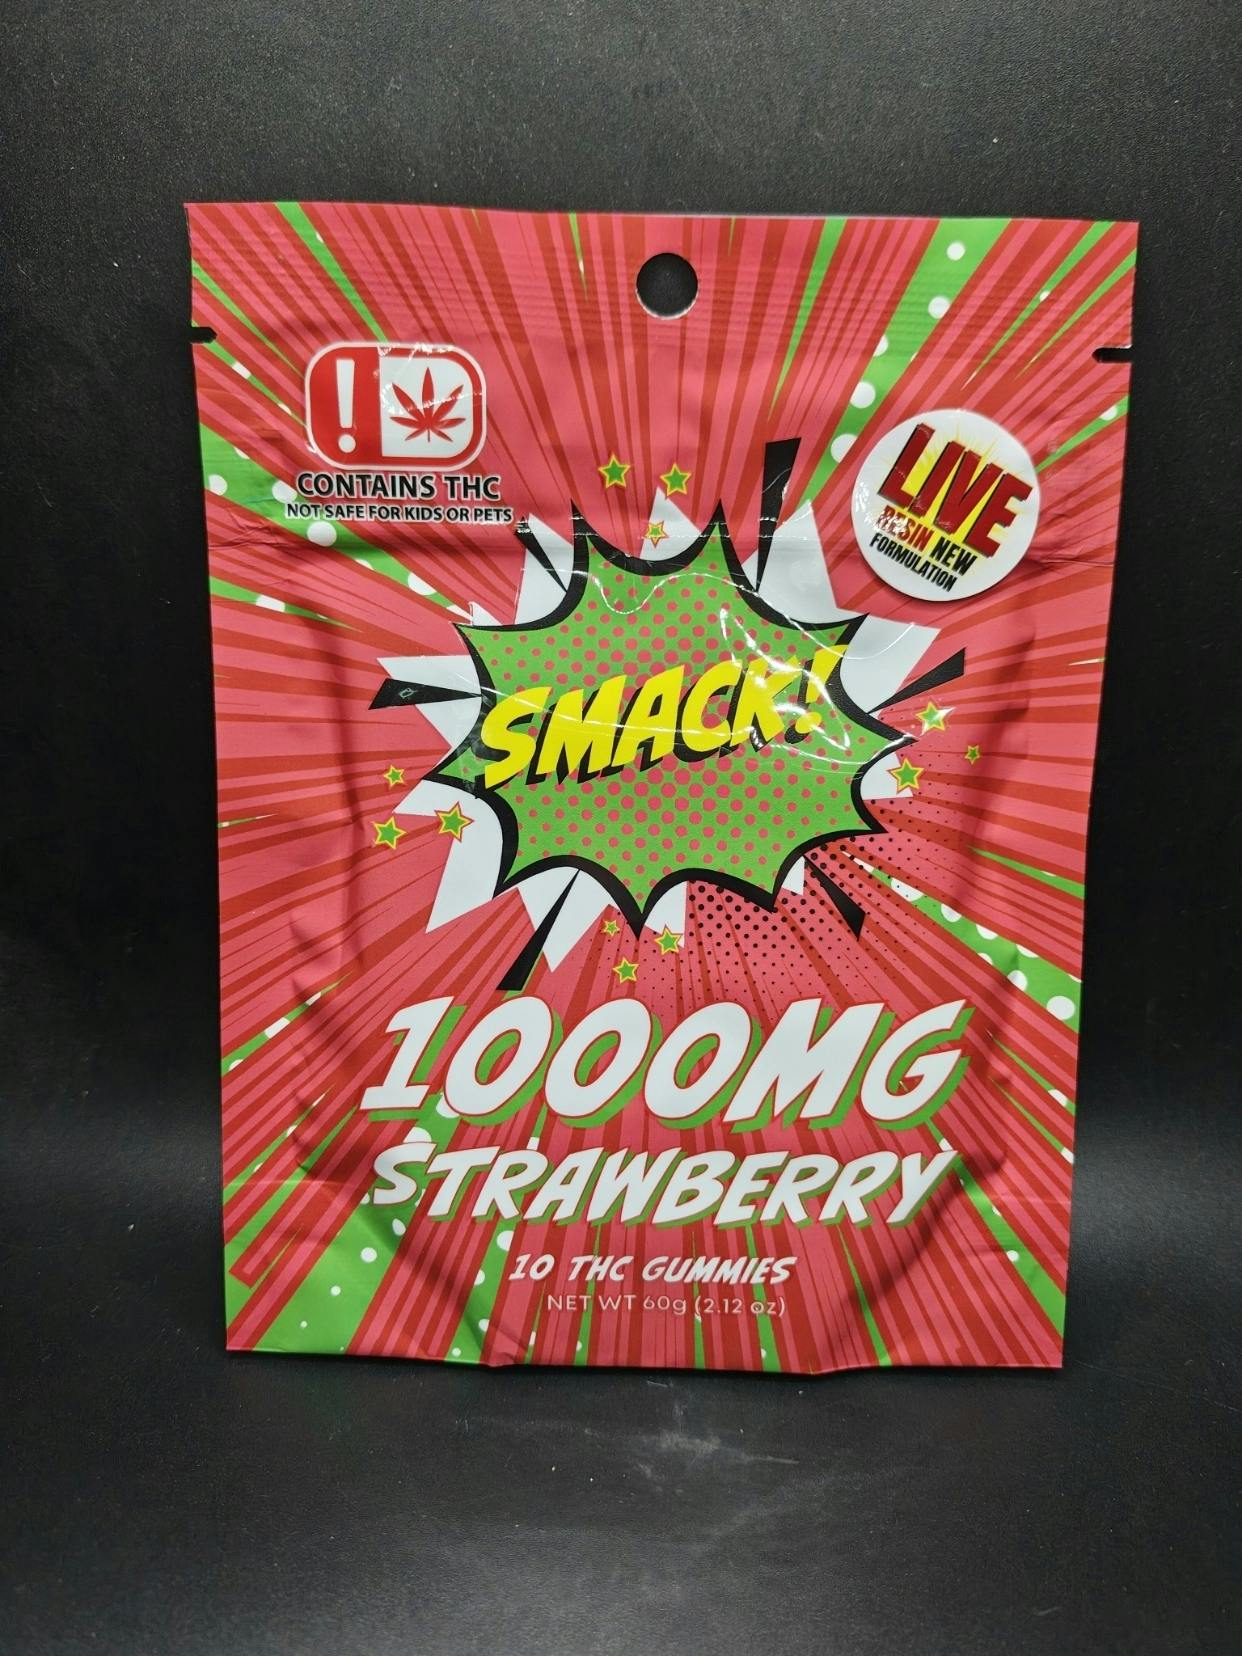 !
CONTAINS THC
NOT SAFE FOR KIDS OR PETS
LIVE
RESIN NEW
FORMULATION
SMACK!
1000MG
STRAWBERRY
10 THC GUMMIES
NET WT 60g (2.12 oz)